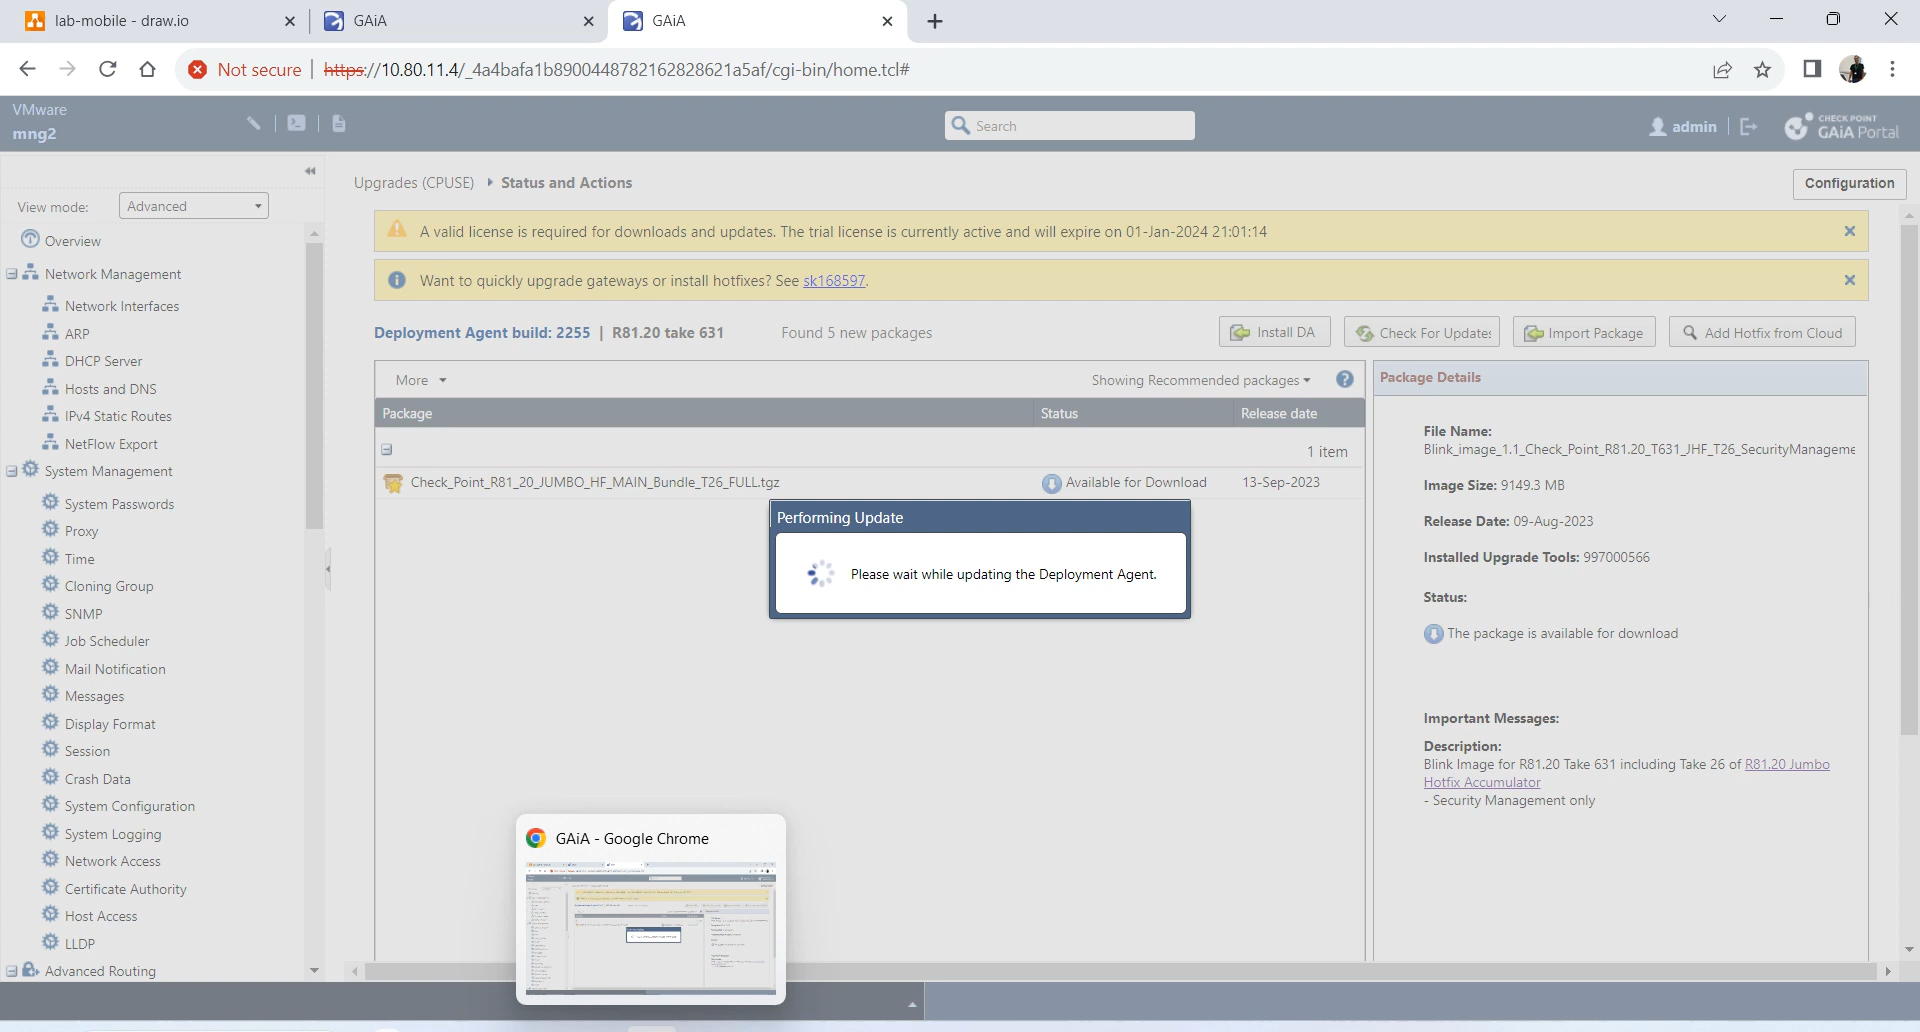 lab-mobile - draw.io
GAiA
GAiA
Not secure
https://10.80.11.4/_4a4bafa1b8900448782162828621a5af/cgi-bin/home.tcl#
VMware
mng2
Search
admin
CHECK POINT
GAiA Portal
View mode:
Advanced
Overview
Network Management
Network Interfaces
ARP
DHCP Server
Hosts and DNS
IPv4 Static Routes
NetFlow Export
System Management
System Passwords
Proxy
Time
Cloning Group
SNMP
Job Scheduler
Mail Notification
Messages
Display Format
Session
Crash Data
System Configuration
System Logging
Network Access
Certificate Authority
Host Access
LLDP
Advanced Routing
Upgrades (CPUSE) Status and Actions
Configuration
A valid license is required for downloads and updates. The trial license is currently active and will expire on 01-Jan-2024 21:01:14
Want to quickly upgrade gateways or install hotfixes? See sk168597.
Deployment Agent build: 2255 | R81.20 take 631
Found 5 new packages
Install DA
Check For Updates
Import Package
Add Hotfix from Cloud
More
Showing Recommended packages
Package
Status
Release date
1 item
Check_Point_R81_20_JUMBO_HF_MAIN_Bundle_T26_FULL.tgz
Available for Download
13-Sep-2023
Performing Update
Please wait while updating the Deployment Agent.
Package Details
File Name:
Blink_image_1.1_Check_Point_R81.20_T631_JHF_T26_SecurityManageme
Image Size: 9149.3 MB
Release Date: 09-Aug-2023
Installed Upgrade Tools: 997000566
Status:
The package is available for download
Important Messages:
Description:
Blink Image for R81.20 Take 631 including Take 26 of R81.20 Jumbo
Hotfix Accumulator
- Security Management only
GAiA - Google Chrome